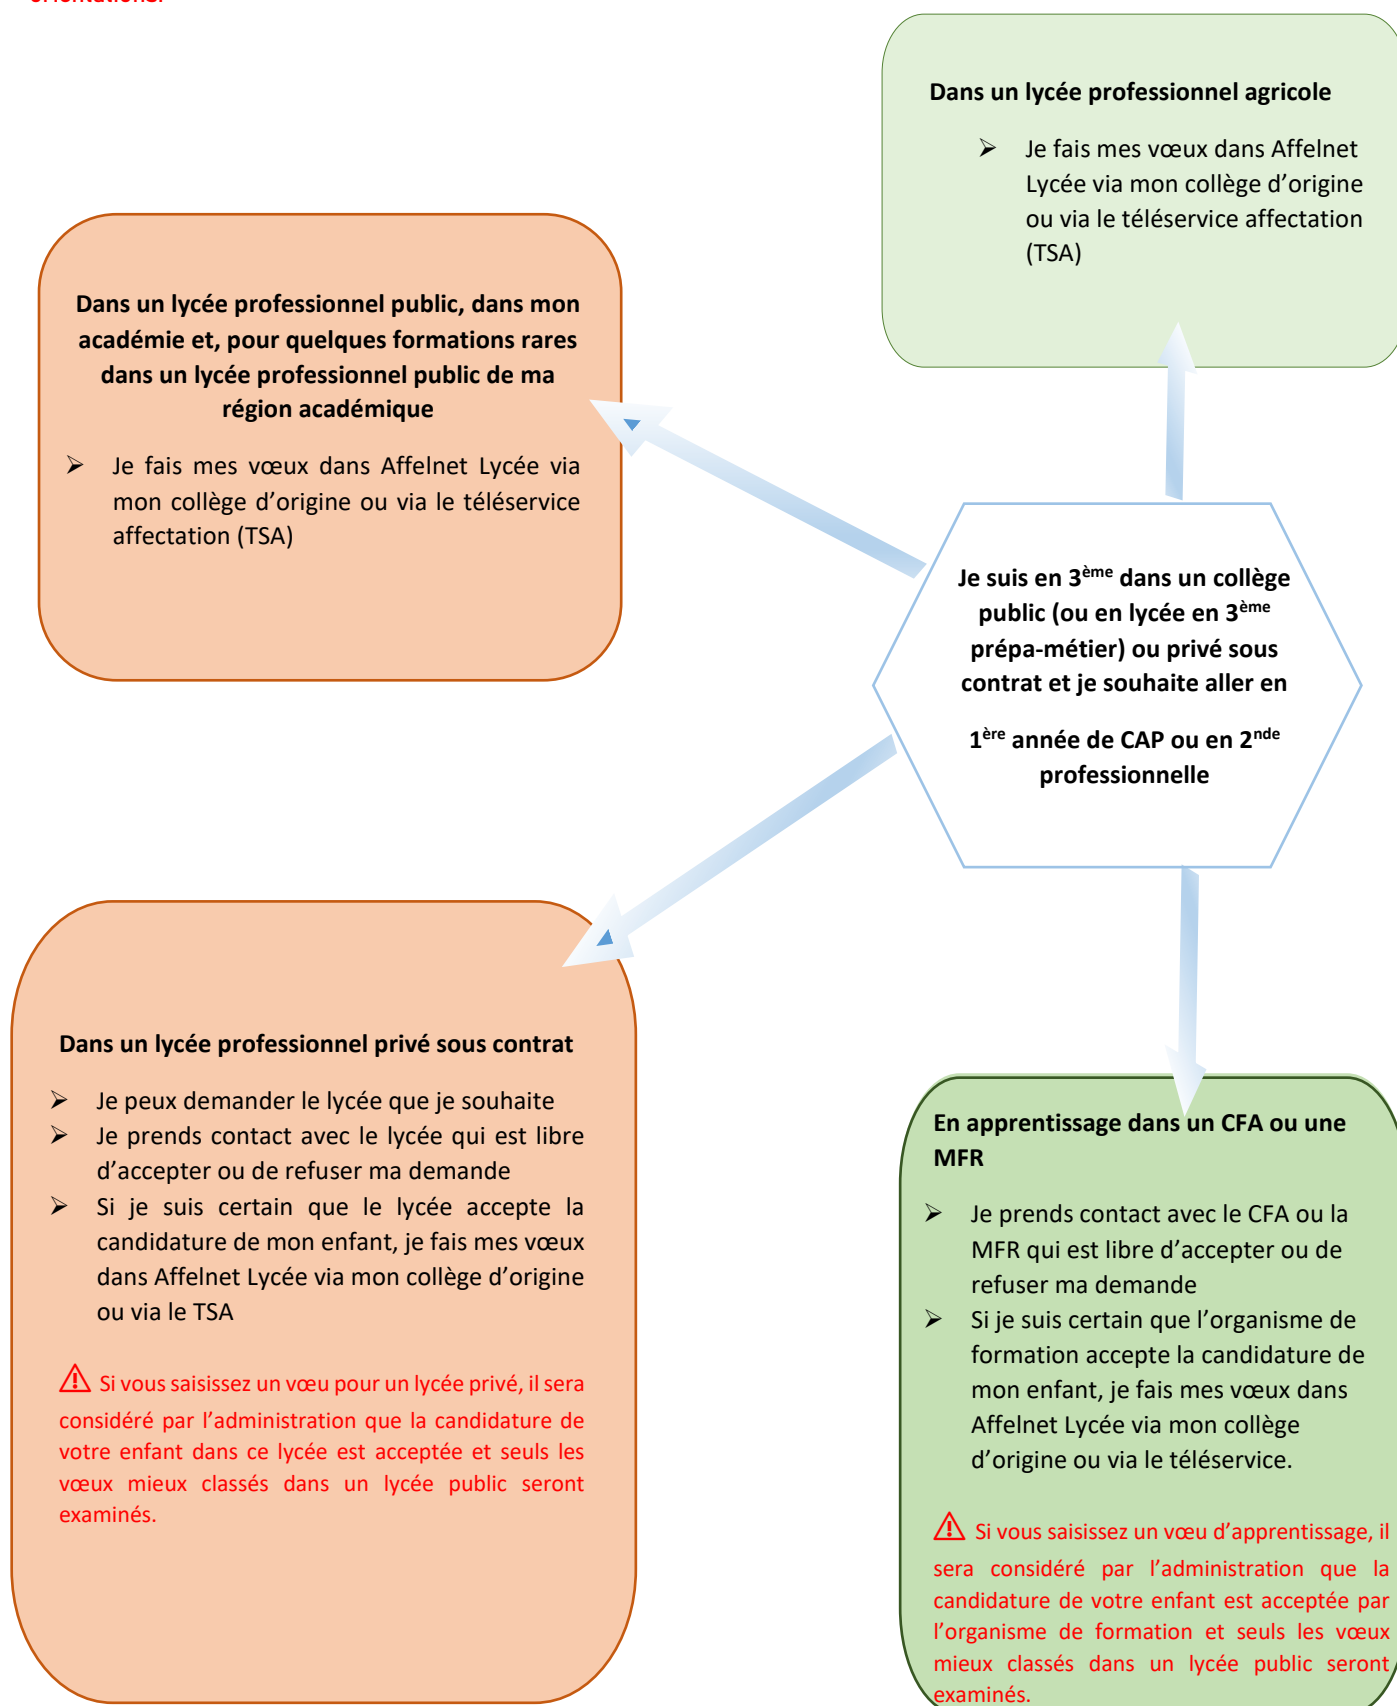 orientations.
Dans un lycée professionnel agricole
➢ Je fais mes vœux dans Affelnet
Lycée via mon collège d’origine
ou via le téléservice affectation
(TSA)
Dans un lycée professionnel public, dans mon
académie et, pour quelques formations rares
dans un lycée professionnel public de ma
région académique
➢ Je fais mes vœux dans Affelnet Lycée via
mon collège d’origine ou via le téléservice
affectation (TSA)
Je suis en 3ème dans un collège
public (ou en lycée en 3ème
prépa-métier) ou privé sous
contrat et je souhaite aller en
1ère année de CAP ou en 2nde
professionnelle
Dans un lycée professionnel privé sous contrat
➢ Je peux demander le lycée que je souhaite
➢ Je prends contact avec le lycée qui est libre
d’accepter ou de refuser ma demande
➢ Si je suis certain que le lycée accepte la
candidature de mon enfant, je fais mes vœux
dans Affelnet Lycée via mon collège d’origine
ou via le TSA
⚠ Si vous saisissez un vœu pour un lycée privé, il sera
considéré par l’administration que la candidature de
votre enfant dans ce lycée est acceptée et seuls les
vœux mieux classés dans un lycée public seront
examinés.
En apprentissage dans un CFA ou une
MFR
➢ Je prends contact avec le CFA ou la
MFR qui est libre d’accepter ou de
refuser ma demande
➢ Si je suis certain que l’organisme de
formation accepte la candidature de
mon enfant, je fais mes vœux dans
Affelnet Lycée via mon collège
d’origine ou via le téléservice.
⚠ Si vous saisissez un vœu d’apprentissage, il
sera considéré par l’administration que la
candidature de votre enfant est acceptée par
l’organisme de formation et seuls les vœux
mieux classés dans un lycée public seront
examinés.